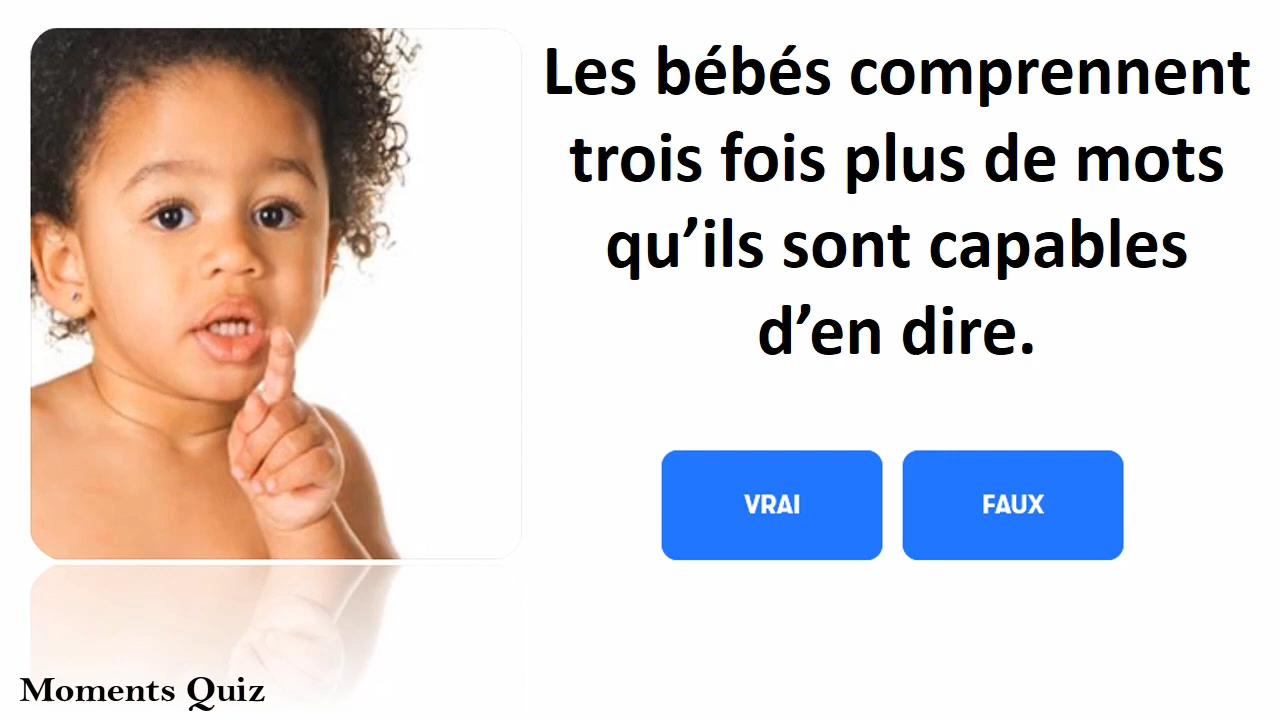 Les bébés comprennent
trois fois plus de mots
qu’ils sont capables
d’en dire.
VRAI
FAUX
Moments Quiz